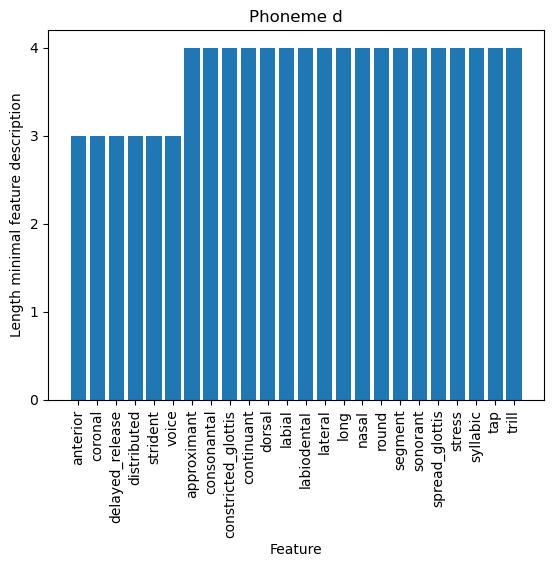 Phoneme d
Length minimal feature description
4
3
2
1
0
anterior
coronal
delayed_release
distributed
strident
voice
approximant
consonantal
constricted_glottis
continuant
dorsal
labial
labiodental
lateral
long
nasal
round
segment
sonorant
spread_glottis
stress
syllabic
tap
trill
Feature